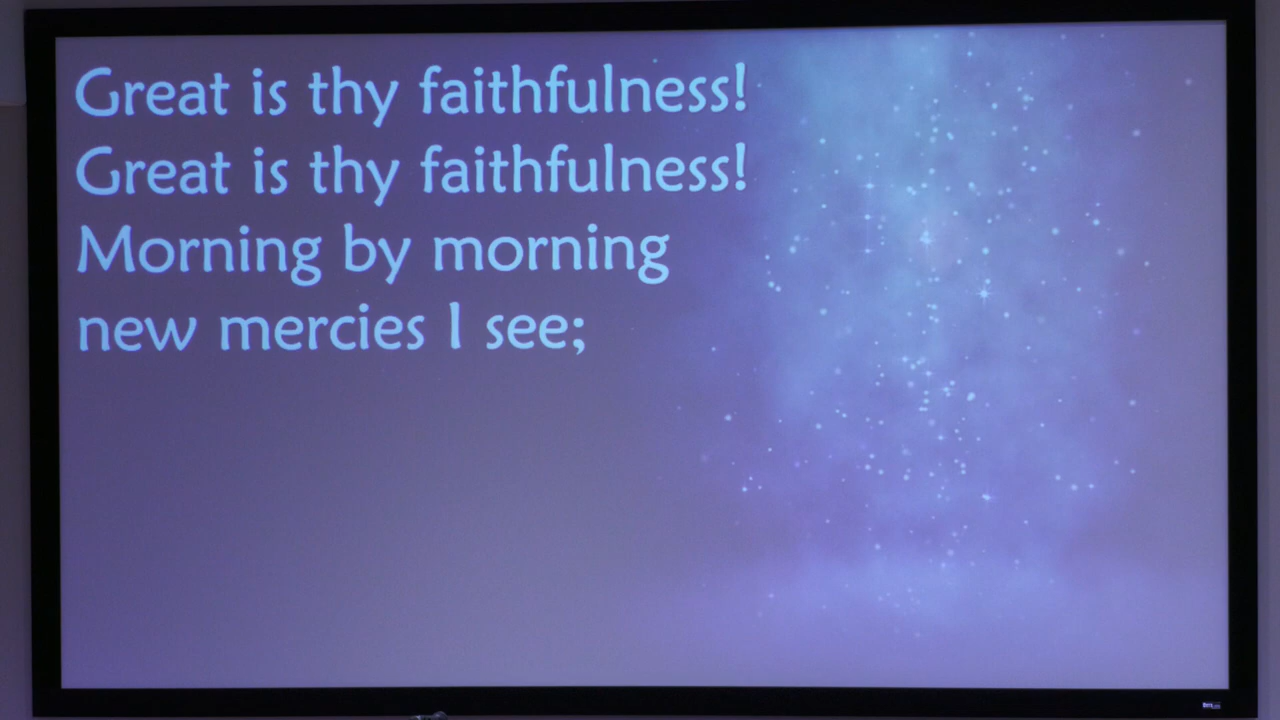 Great is thy faithfulness!
Great is thy faithfulness!
Morning by morning
new mercies I see;